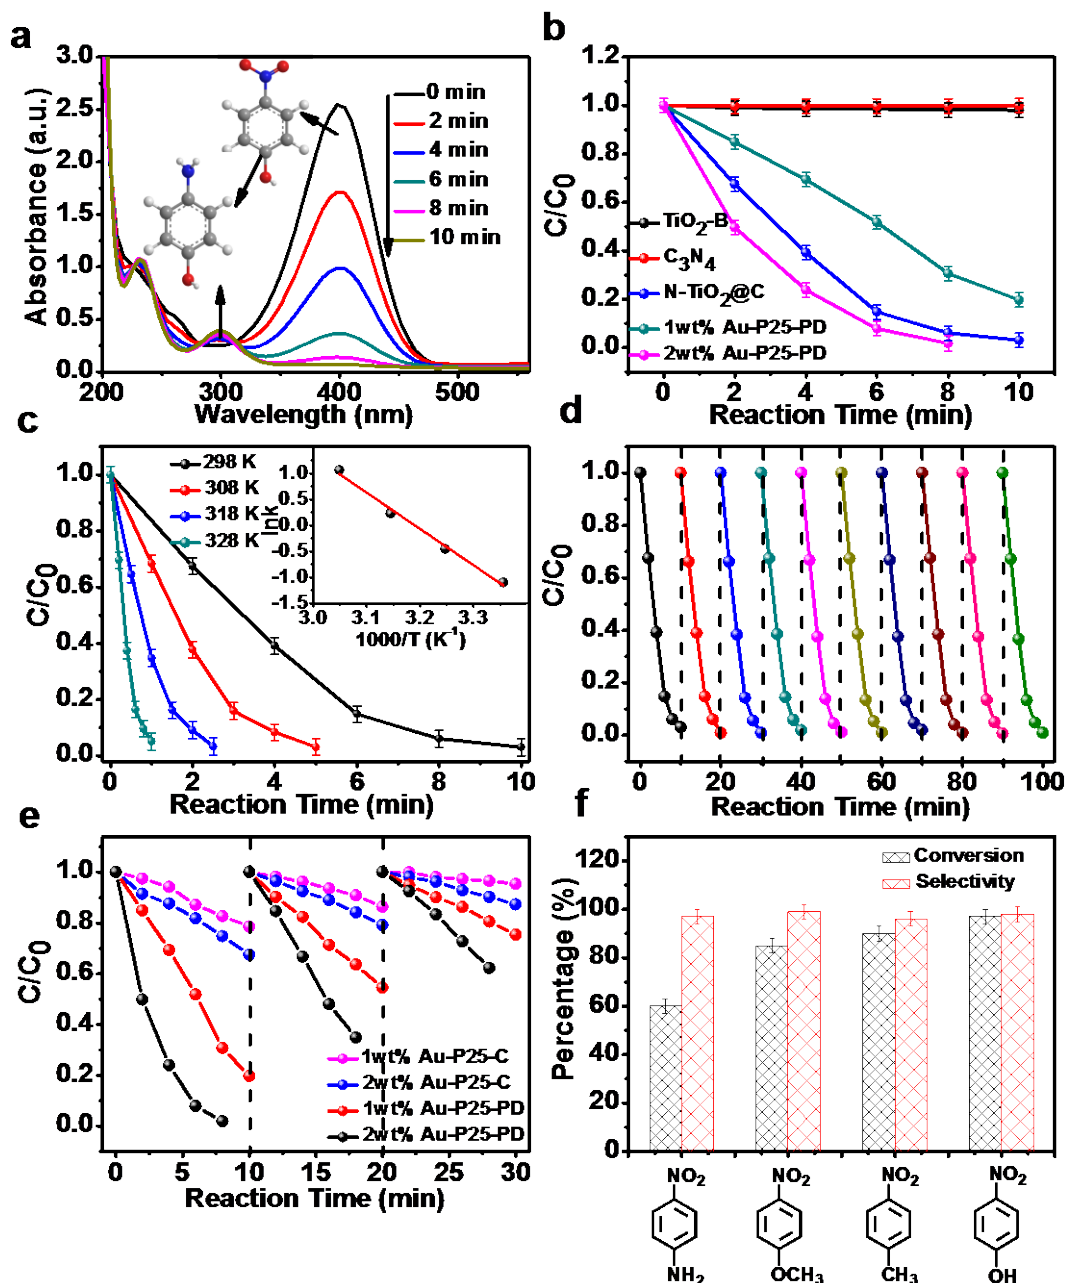 a
Absorbance (a.u.)
3.0
2.5
2.0
1.5
1.0
0.5
0.0
200
300
400
500
Wavelength (nm)
0 min
2 min
4 min
6 min
8 min
10 min
b
C/C0
1.2
1.0
0.8
0.6
0.4
0.2
0.0
0
2
4
6
8
10
Reaction Time (min)
TiO2-B
C3N4
N-TiO2@C
1wt% Au-P25-PD
2wt% Au-P25-PD
c
C/C0
1.0
0.8
0.6
0.4
0.2
0.0
0
2
4
6
8
10
Reaction Time (min)
298 K
308 K
318 K
328 K
lnk
1.0
0.5
0.0
-0.5
-1.0
-1.5
3.0
3.1
3.2
3.3
1000/T (K-1)
d
C/C0
1.0
0.8
0.6
0.4
0.2
0.0
0
10
20
30
40
50
60
70
80
90
100
Reaction Time (min)
e
C/C0
1.0
0.8
0.6
0.4
0.2
0.0
0
5
10
15
20
25
30
Reaction Time (min)
1wt% Au-P25-C
2wt% Au-P25-C
1wt% Au-P25-PD
2wt% Au-P25-PD
f
Percentage (%)
120
100
80
60
40
20
0
Conversion
Selectivity
NO2
NO2
NO2
NO2
NH2
OCH3
CH3
OH